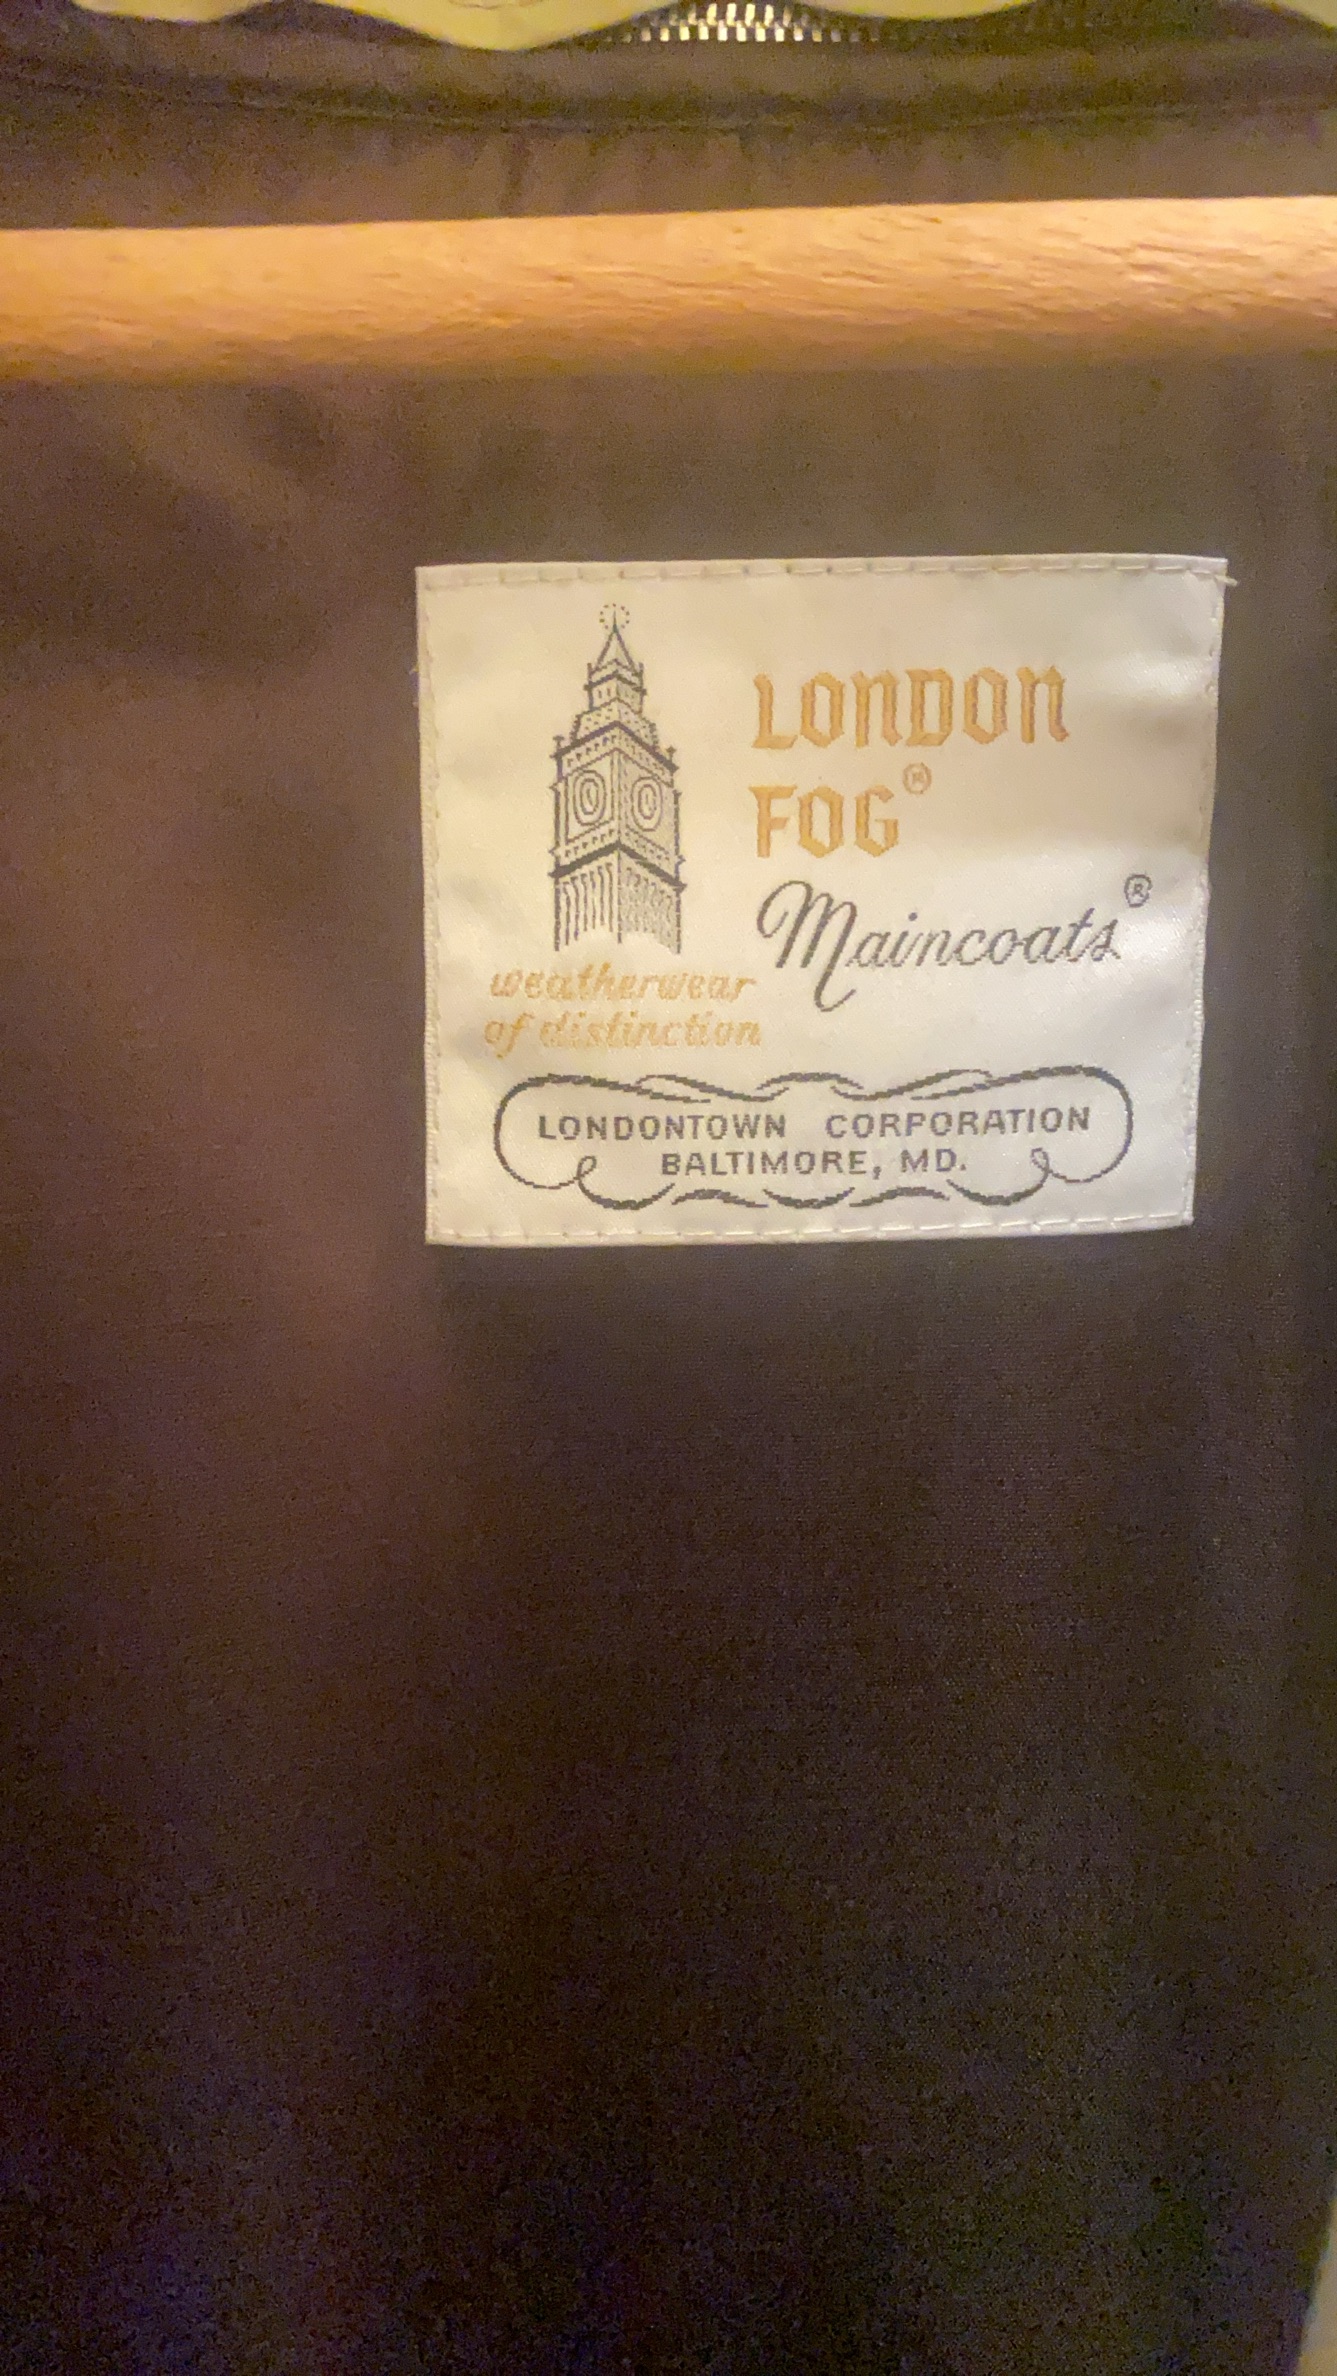 LONDON
FOG®
Maincoats®
weatherwear
of distinction
LONDONTOWN CORPORATION
BALTIMORE, MD.